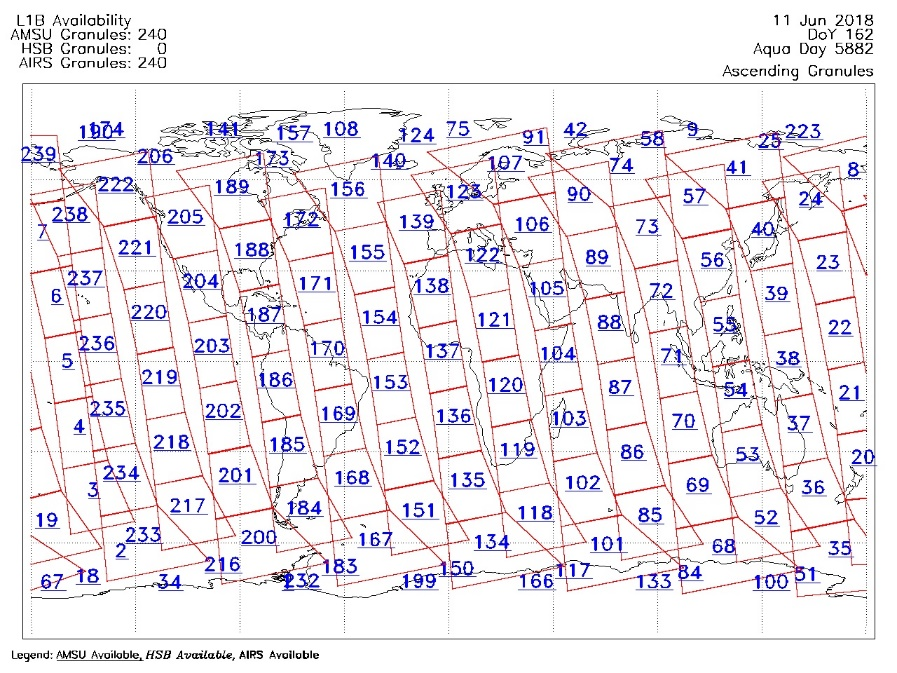 L1B Availability
AMSU Granules: 240
HSB Granules: 0
AIRS Granules: 240
11 Jun 2018
DoY 162
Aqua Day 5882
Ascending Granules
190 174 141 157 108 124 75 91 42 58 9 25 223
239 206 173 140 107 74 41 8
222 189 156 123 90 57 24
238 205 172 139 106 73 40
7 221 188 155 122 89 56 23
237 204 171 138 105 72 39
6 220 187 154 121 88 55 22
236 203 170 137 104 71 38
5 219 186 153 120 87 54 21
235 202 169 136 103 70 37
4 218 185 152 119 86 53 20
234 201 168 135 102 69 36
3 217 184 151 118 85 52
19 233 200 167 134 101 68 35
2 216 183 150 117 84 51
67 18 34 232 199 166 133 100
Legend: AMSU Available, HSB Available, AIRS Available